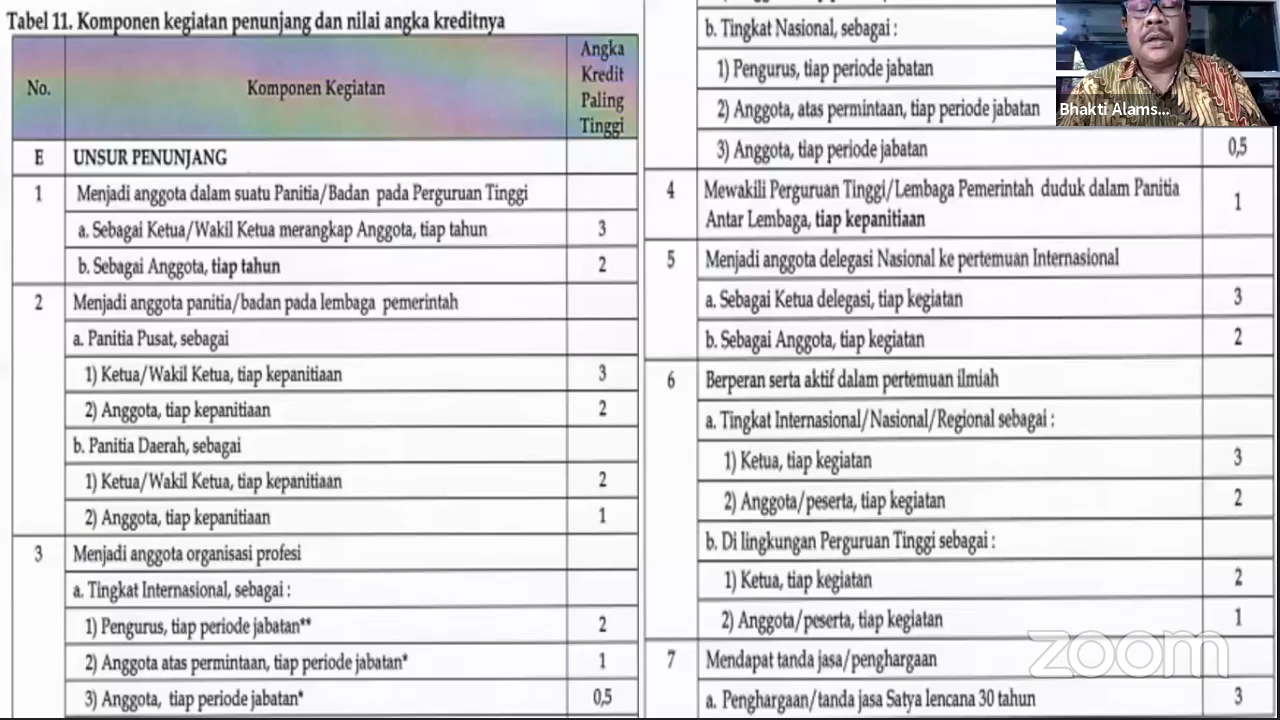 Tabel 11. Komponen kegiatan penunjang dan nilai angka kreditnya
No.
Komponen Kegiatan
Angka
Kredit
Paling
Tinggi
E UNSUR PENUNJANG
1 Menjadi anggota dalam suatu Panitia/Badan pada Perguruan Tinggi
a. Sebagai Ketua/Wakil Ketua merangkap Anggota, tiap tahun 3
b. Sebagai Anggota, tiap tahun 2
2 Menjadi anggota panitia/badan pada lembaga pemerintah
a. Panitia Pusat, sebagai
1) Ketua/Wakil Ketua, tiap kepanitiaan 3
2) Anggota, tiap kepanitiaan 2
b. Panitia Daerah, sebagai
1) Ketua/Wakil Ketua, tiap kepanitiaan 2
2) Anggota, tiap kepanitiaan 1
3 Menjadi anggota organisasi profesi
a. Tingkat Internasional, sebagai :
1) Pengurus, tiap periode jabatan** 2
2) Anggota atas permintaan, tiap periode jabatan* 1
3) Anggota, tiap periode jabatan* 0,5
b. Tingkat Nasional, sebagai :
1) Pengurus, tiap periode jabatan
2) Anggota, atas permintaan, tiap periode jabatan
3) Anggota, tiap periode jabatan 0,5
4 Mewakili Perguruan Tinggi/Lembaga Pemerintah duduk dalam Panitia
Antar Lembaga, tiap kepanitiaan 1
5 Menjadi anggota delegasi Nasional ke pertemuan Internasional
a. Sebagai Ketua delegasi, tiap kegiatan 3
b. Sebagai Anggota, tiap kegiatan 2
6 Berperan serta aktif dalam pertemuan ilmiah
a. Tingkat Internasional/Nasional/Regional sebagai :
1) Ketua, tiap kegiatan 3
2) Anggota/peserta, tiap kegiatan 2
b. Di lingkungan Perguruan Tinggi sebagai :
1) Ketua, tiap kegiatan 2
2) Anggota/peserta, tiap kegiatan 1
7 Mendapat tanda jasa/penghargaan
a. Penghargaan/tanda jasa Satya lencana 30 tahun 3
Bhakti Alams...
zoom